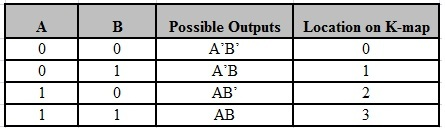 A B Possible Outputs Location on K-map
0 0 A’B’ 0
0 1 A’B 1
1 0 AB’ 2
1 1 AB 3